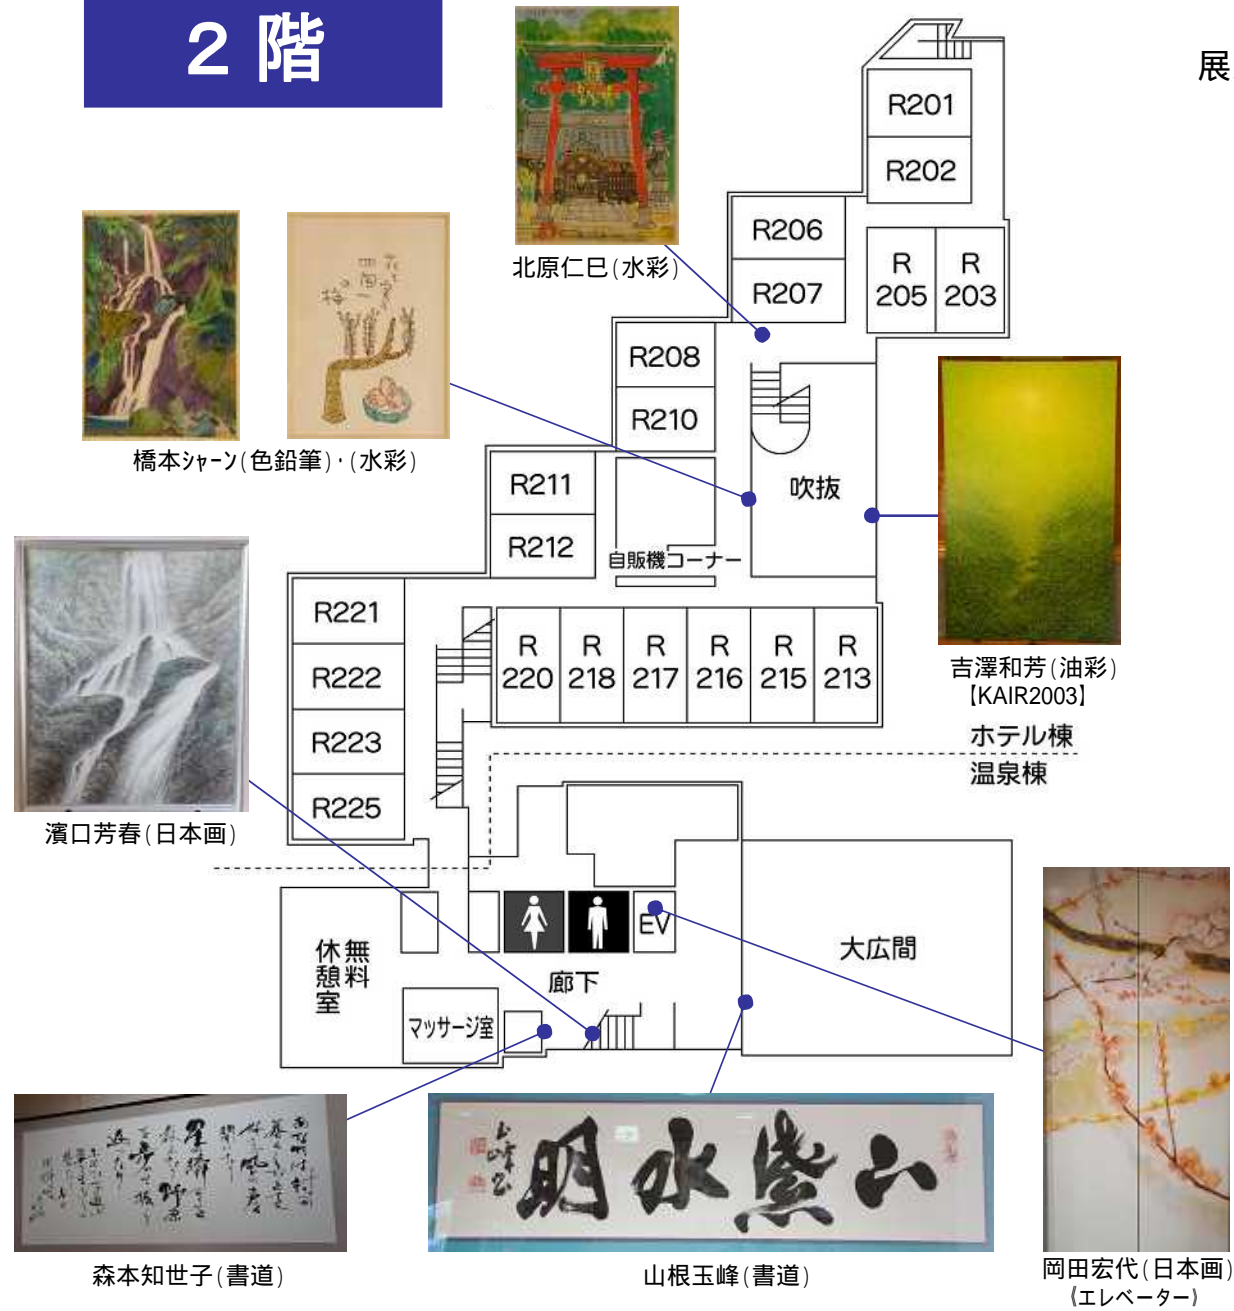 2階
展
北原仁巳(水彩)
橋本シャーン(色鉛筆)・(水彩)
R201
R202
R206
R207
R
205
R
203
R208
R210
吹抜
R211
R212
自販機コーナー
吉澤和芳(油彩)
【KAIR2003】
R221
R222
R223
R225
R
220
R
218
R
217
R
216
R
215
R
213
ホテル棟
温泉棟
濱口芳春(日本画)
EV
無料
休憩室
廊下
大広間
マッサージ室
山紫水明
森本知世子(書道)
山根玉峰(書道)
岡田宏代(日本画)
《エレベーター》